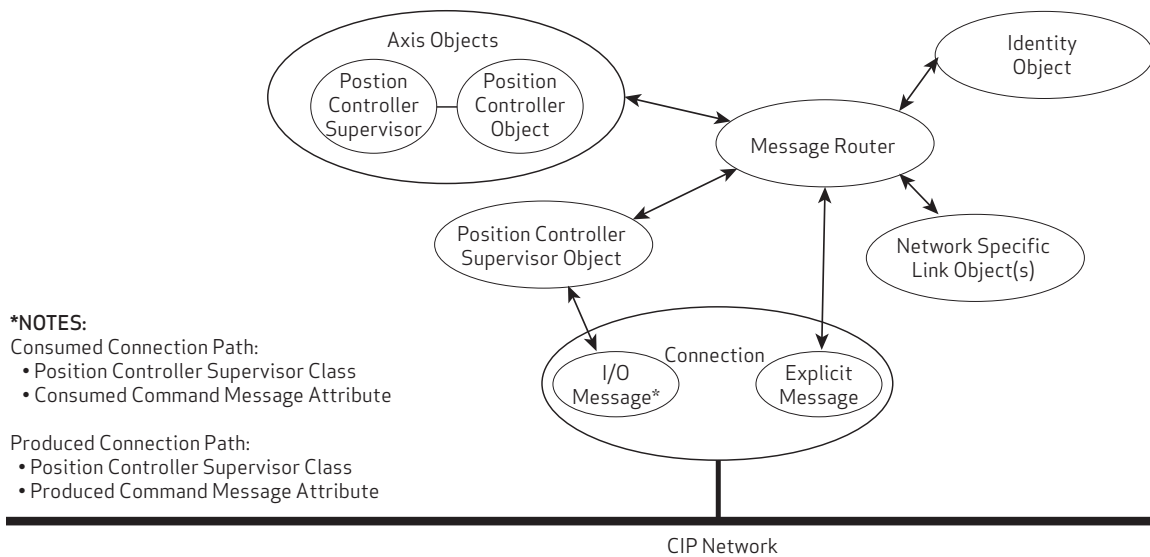 Axis Objects
Postion
Controller
Supervisor
Position
Controller
Object
Identity
Object
Message Router
Position Controller
Supervisor Object
Network Specific
Link Object(s)
*NOTES:
Consumed Connection Path:
• Position Controller Supervisor Class
• Consumed Command Message Attribute
Produced Connection Path:
• Position Controller Supervisor Class
• Produced Command Message Attribute
Connection
I/O
Message*
Explicit
Message
CIP Network